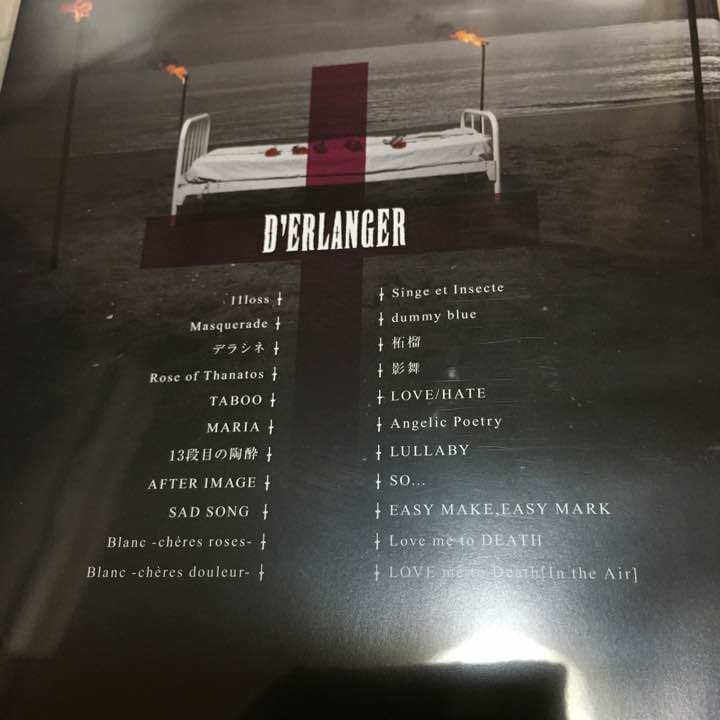 D'ERLANGER
11loss
Masquerade
デラシネ
Rose of Thanatos
TABOO
MARIA
13段目の陶酔
AFTER IMAGE
SAD SONG
Blanc -chères roses-
Blanc -chères douleur-
Singe et Insecte
dummy blue
柘榴
影舞
LOVE/HATE
Angelic Poetry
LULLABY
SO...
EASY MAKE,EASY MARK
Love me to DEATH
LOVE me to Death[In the Air]